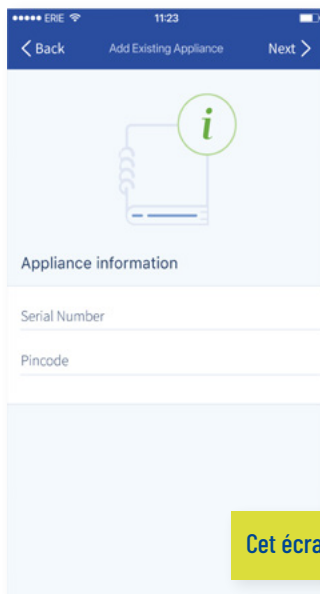 ERIE 11:23
Back Add Existing Appliance Next
i
Appliance information
Serial Number
Pincode
Cet écra